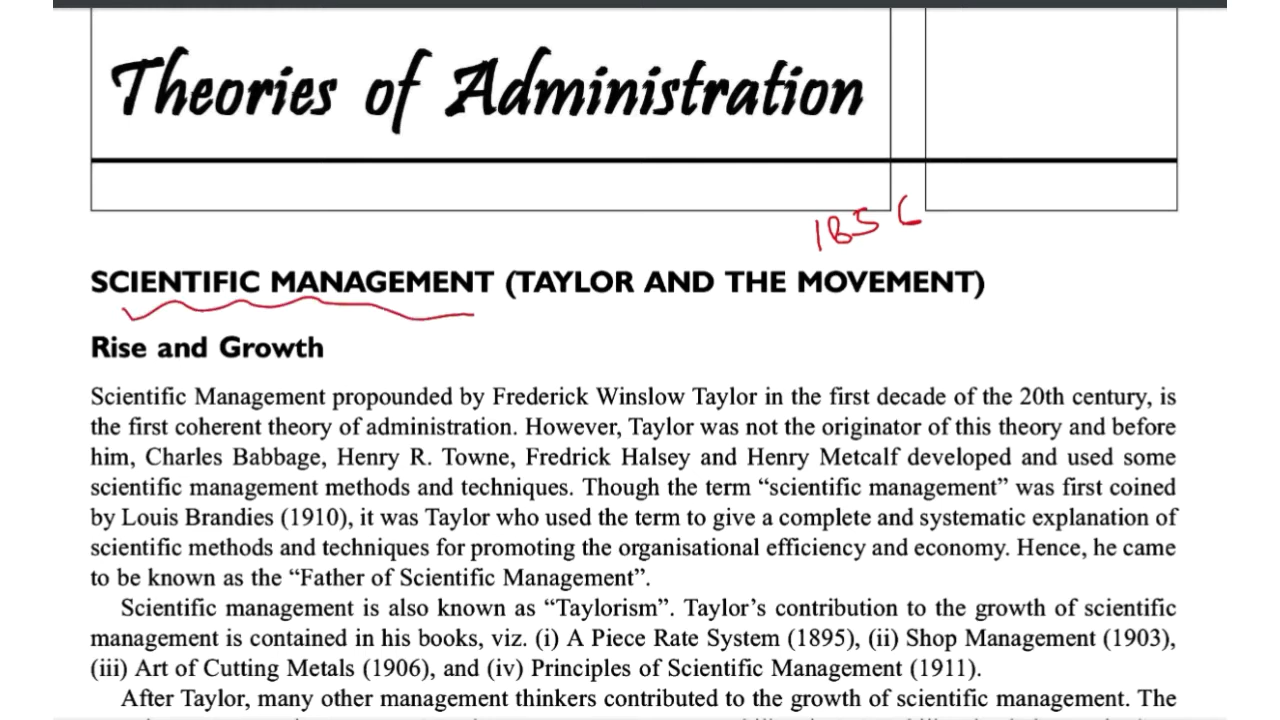 Theories of Administration
1856
SCIENTIFIC MANAGEMENT (TAYLOR AND THE MOVEMENT)
Rise and Growth
Scientific Management propounded by Frederick Winslow Taylor in the first decade of the 20th century, is
the first coherent theory of administration. However, Taylor was not the originator of this theory and before
him, Charles Babbage, Henry R. Towne, Fredrick Halsey and Henry Metcalf developed and used some
scientific management methods and techniques. Though the term “scientific management” was first coined
by Louis Brandies (1910), it was Taylor who used the term to give a complete and systematic explanation of
scientific methods and techniques for promoting the organisational efficiency and economy. Hence, he came
to be known as the “Father of Scientific Management”.
Scientific management is also known as “Taylorism”. Taylor’s contribution to the growth of scientific
management is contained in his books, viz. (i) A Piece Rate System (1895), (ii) Shop Management (1903),
(iii) Art of Cutting Metals (1906), and (iv) Principles of Scientific Management (1911).
After Taylor, many other management thinkers contributed to the growth of scientific management. The